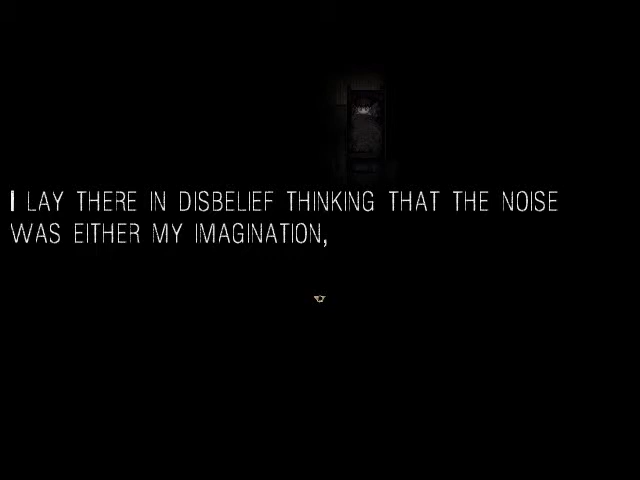 I LAY THERE IN DISBELIEF THINKING THAT THE NOISE
WAS EITHER MY IMAGINATION,